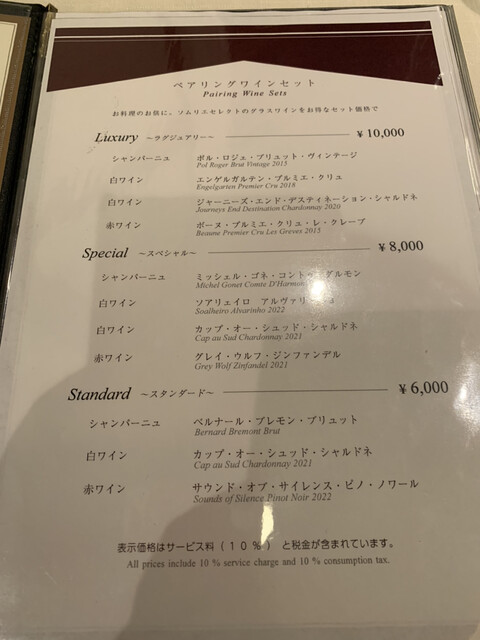 ペアリングワインセット
Pairing Wine Sets
お料理のお供に、ソムリエセレクトのグラスワインをお得なセット価格で
Luxury ～ラグジュアリー～ ¥ 10,000
シャンパーニュ ポル・ロジェ・ブリュット・ヴィンテージ
Pol Roger Brut Vintage 2015
白ワイン エンゲルガルテン・プルミエ・クリュ
Engelgarten Premier Cru 2018
白ワイン ジャーニーズ・エンド・デスティネーション・シャルドネ
Journeys End Destination Chardonnay 2020
赤ワイン ボーヌ・プルミエ・クリュ・レ・クレーブ
Beaune Premier Cru Les Greves 2015
Special ～スペシャル～ ¥ 8,000
シャンパーニュ ミッシェル・ゴネ・コント・ダルモン
Michel Gonet Comte D'Harmon
白ワイン ソアリェイロ アルヴァリ
Soalheiro Alvarinho 2022
白ワイン カップ・オー・シュッド・シャルドネ
Cap au Sud Chardonnay 2021
赤ワイン グレイ・ウルフ・ジンファンデル
Grey Wolf Zinfandel 2021
Standard ～スタンダード～ ¥ 6,000
シャンパーニュ ベルナール・ブレモン・ブリュット
Bernard Bremont Brut
白ワイン カップ・オー・シュッド・シャルドネ
Cap au Sud Chardonnay 2021
赤ワイン サウンド・オブ・サイレンス・ピノ・ノワール
Sounds of Silence Pinot Noir 2022
表示価格はサービス料（１０％）と税金が含まれています。
All prices include 10 % service charge and 10 % consumption tax.